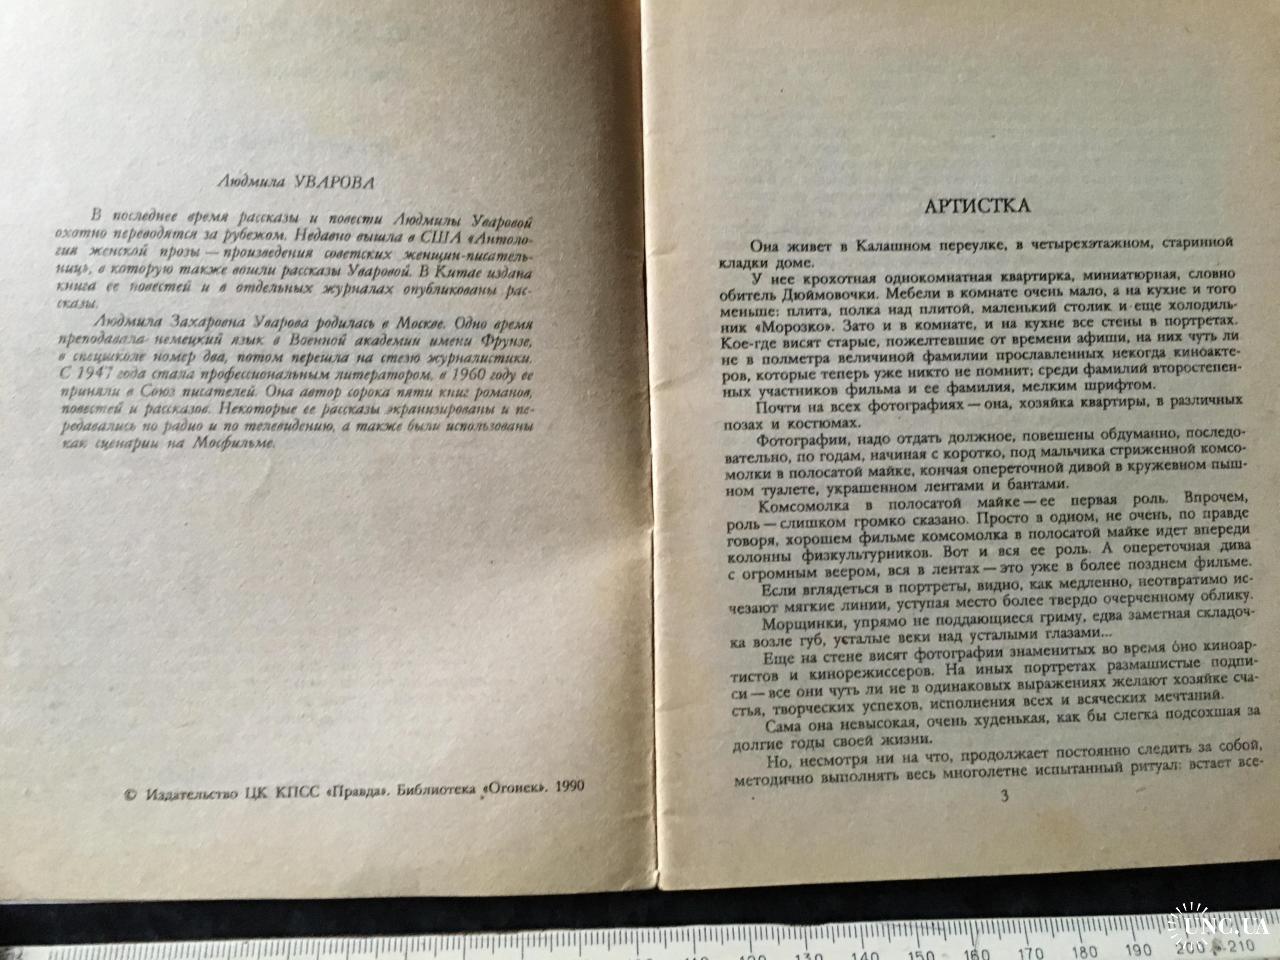 Людмила УВАРОВА
В последнее время рассказы и повести Людмилы Уваровой
охотно переводятся за рубежом. Недавно вышла в США «Антоло-
гия женской прозы — произведения советских женщин-писатель-
ниц», в которую также вошли рассказы Уваровой. В Китае издана
книга ее повестей и в отдельных журналах опубликованы рас-
сказы.
Людмила Захаровна Уварова родилась в Москве. Одно время
преподавала немецкий язык в Военной академии имени Фрунзе,
в спецшколе номер два, потом перешла на стезю журналистики.
С 1947 года стала профессиональным литератором, в 1960 году ее
приняли в Союз писателей. Она автор сорока пяти книг романов,
повестей и рассказов. Некоторые ее рассказы экранизированы и пе-
редавались по радио и по телевидению, а также были использованы
как сценарии на Мосфильме.
© Издательство ЦК КПСС «Правда». Библиотека «Огонек». 1990
АРТИСТКА
Она живет в Калашном переулке, в четырехэтажном, старинной
кладки доме.
У нее крохотная однокомнатная квартирка, миниатюрная, словно
обитель Дюймовочки. Мебели в комнате очень мало, а на кухне и того
меньше: плита, полка над плитой, маленький столик и еще холодиль-
ник «Морозко». Зато и в комнате, и на кухне все стены в портретах.
Кое-где висят старые, пожелтевшие от времени афиши, на них чуть ли
не в полметра величиной фамилии прославленных некогда киноакте-
ров, которые теперь уже никто не помнит; среди фамилий второстепен-
ных участников фильма и ее фамилия, мелким шрифтом.
Почти на всех фотографиях — она, хозяйка квартиры, в различных
позах и костюмах.
Фотографии, надо отдать должное, повешены обдуманно, последо-
вательно, по годам, начиная с коротко, под мальчика стриженной комсо-
молки в полосатой майке, кончая опереточной дивой в кружевном пыш-
ном туалете, украшенном лентами и бантами.
Комсомолка в полосатой майке — ее первая роль. Впрочем,
роль — слишком громко сказано. Просто в одном, не очень, по правде
говоря, хорошем фильме комсомолка в полосатой майке идет впереди
колонны физкультурников. Вот и вся ее роль. А опереточная дива
с огромным веером, вся в лентах — это уже в более позднем фильме.
Если вглядеться в портреты, видно, как медленно, неотвратимо ис-
чезают мягкие линии, уступая место более твердо очерченному облику.
Морщинки, упрямо не поддающиеся гриму, едва заметная складоч-
ка возле губ, усталые веки над усталыми глазами...
Еще на стене висят фотографии знаменитых во время óно киноар-
тистов и кинорежиссеров. На иных портретах размашистые подпи-
си — все они чуть ли не в одинаковых выражениях желают хозяйке сча-
стья, творческих успехов, исполнения всех и всяческих мечтаний.
Сама она невысокая, очень худенькая, как бы слегка подсохшая за
долгие годы своей жизни.
Но, несмотря ни на что, продолжает постоянно следить за собой,
методично выполнять весь многолетне испытанный ритуал: встает все-
3
120 130 140 150 160 170 180 190 200 210
UNC.UA